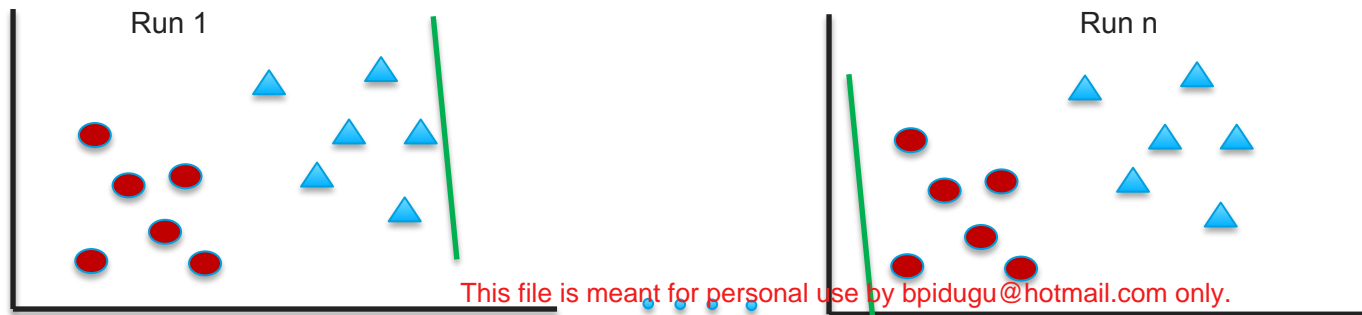 Run 1
Run n
This file is meant for personal use by bpidugu@hotmail.com only.